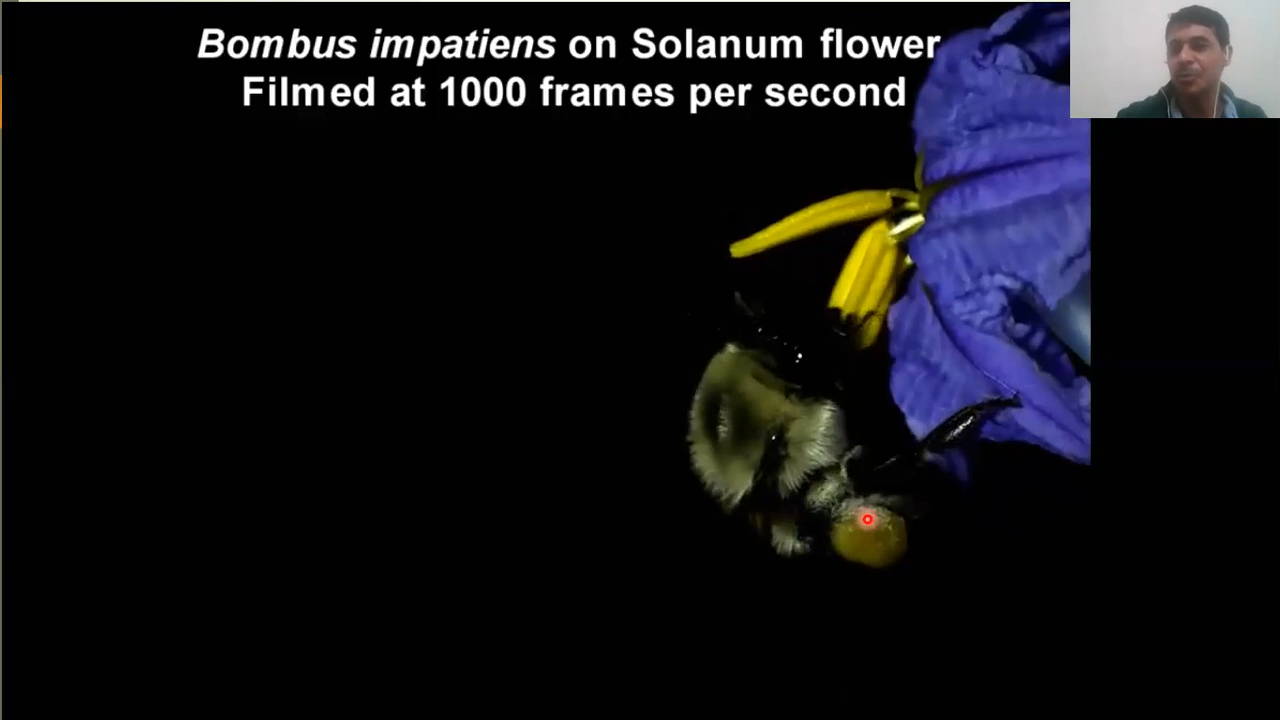 Bombus impatiens on Solanum flower
Filmed at 1000 frames per second